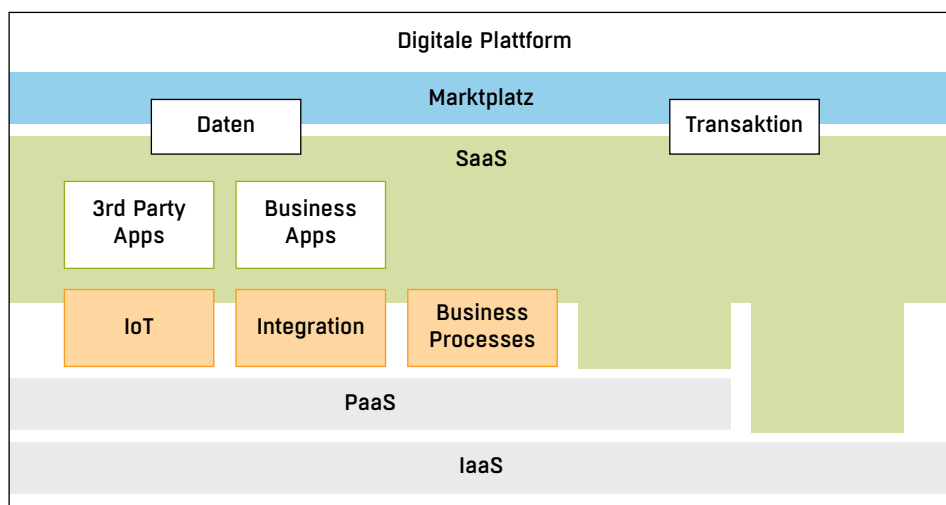 Digitale Plattform
Marktplatz
Daten
Transaktion
SaaS
3rd Party
Apps
Business
Apps
IoT
Integration
Business
Processes
PaaS
IaaS